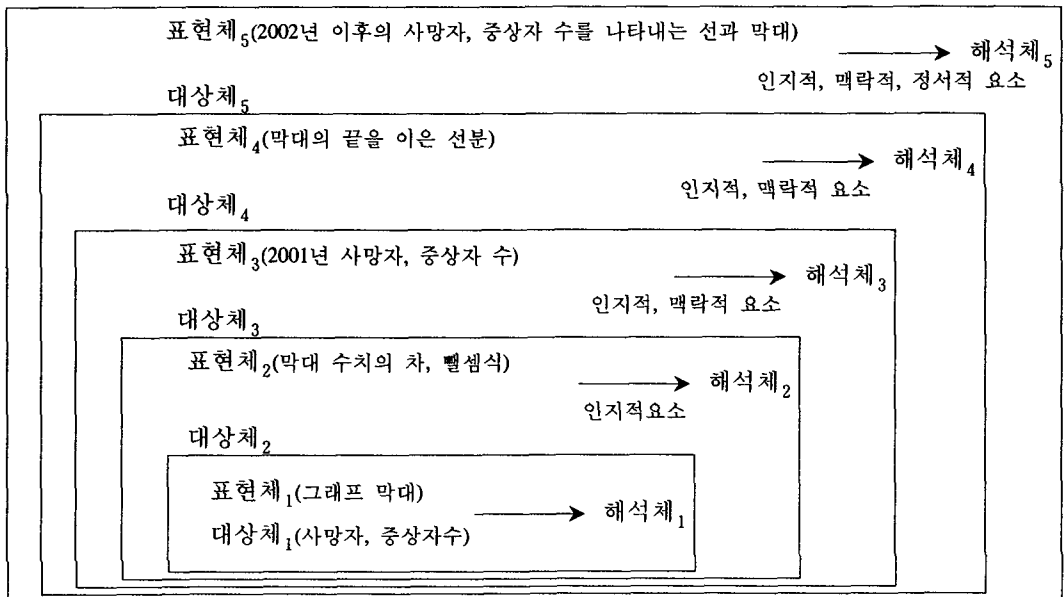 표현체5(2002년 이후의 사망자, 중상자 수를 나타내는 선과 막대)
해석체5
인지적, 맥락적, 정서적 요소
대상체5
표현체4(막대의 끝을 이은 선분)
해석체4
인지적, 맥락적 요소
대상체4
표현체3(2001년 사망자, 중상자 수)
해석체3
인지적, 맥락적 요소
대상체3
표현체2(막대 수치의 차, 뺄셈식)
해석체2
인지적요소
대상체2
표현체1(그래프 막대)
해석체1
대상체1(사망자, 중상자수)